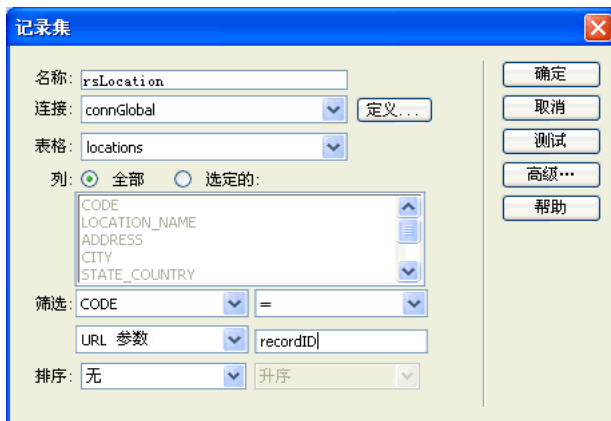 记录集
名称: rsLocation
连接: connGlobal 定义...
表格: locations
列: 全部 选定的:
CODE
LOCATION_NAME
ADDRESS
CITY
STATE_COUNTRY
筛选: CODE =
URL 参数 recordID
排序: 无 升序
确定
取消
测试
高级…
帮助